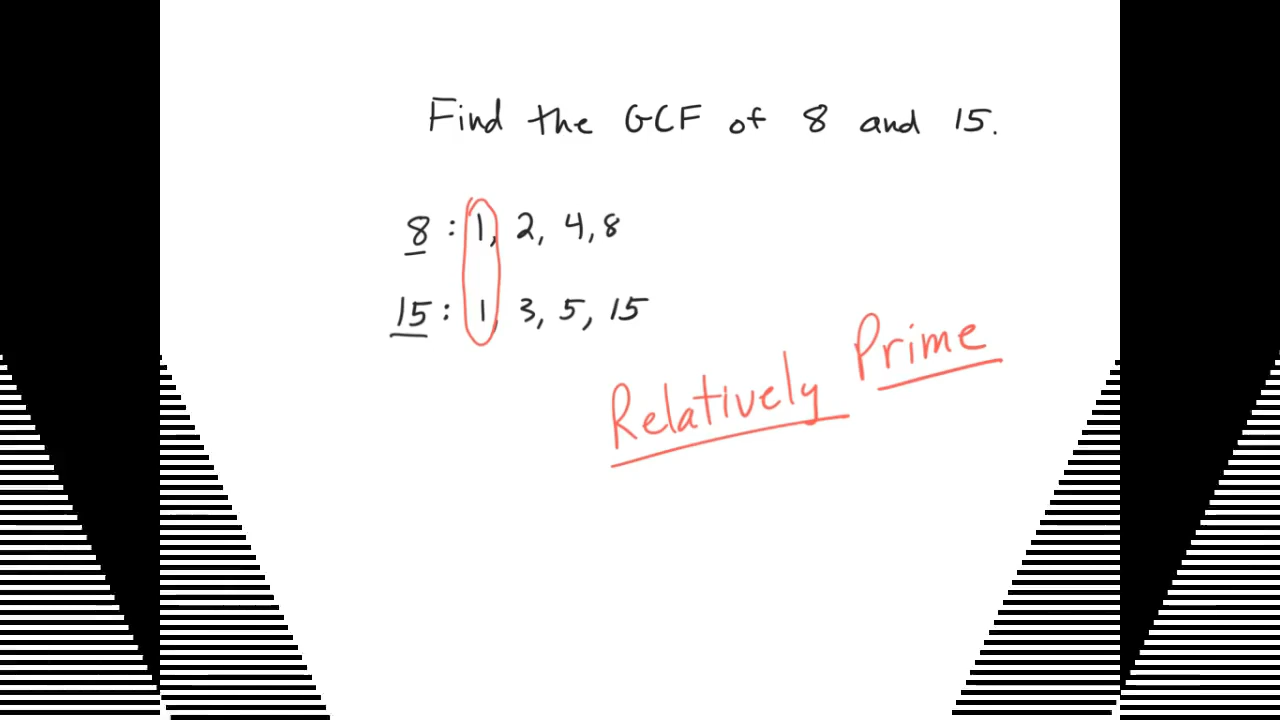 Find the GCF of 8 and 15.
8 : 1, 2, 4, 8
15 : 1, 3, 5, 15
Relatively Prime